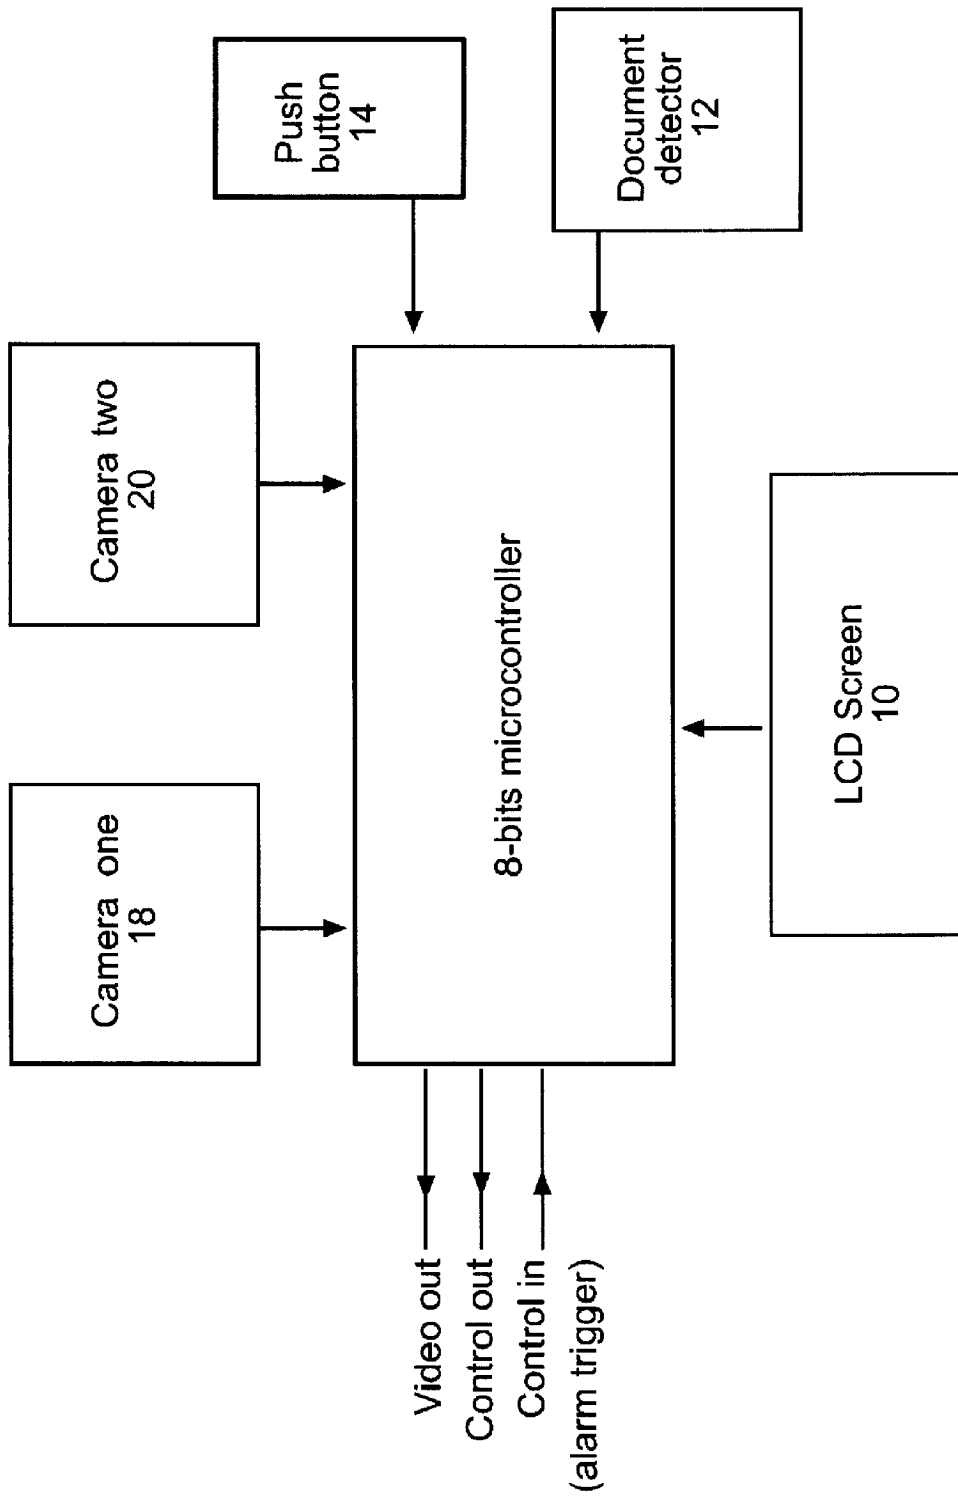 Camera one
18
Camera two
20
Push
button
14
Video out
Control out
Control in
(alarm trigger)
8-bits microcontroller
Document
detector
12
LCD Screen
10